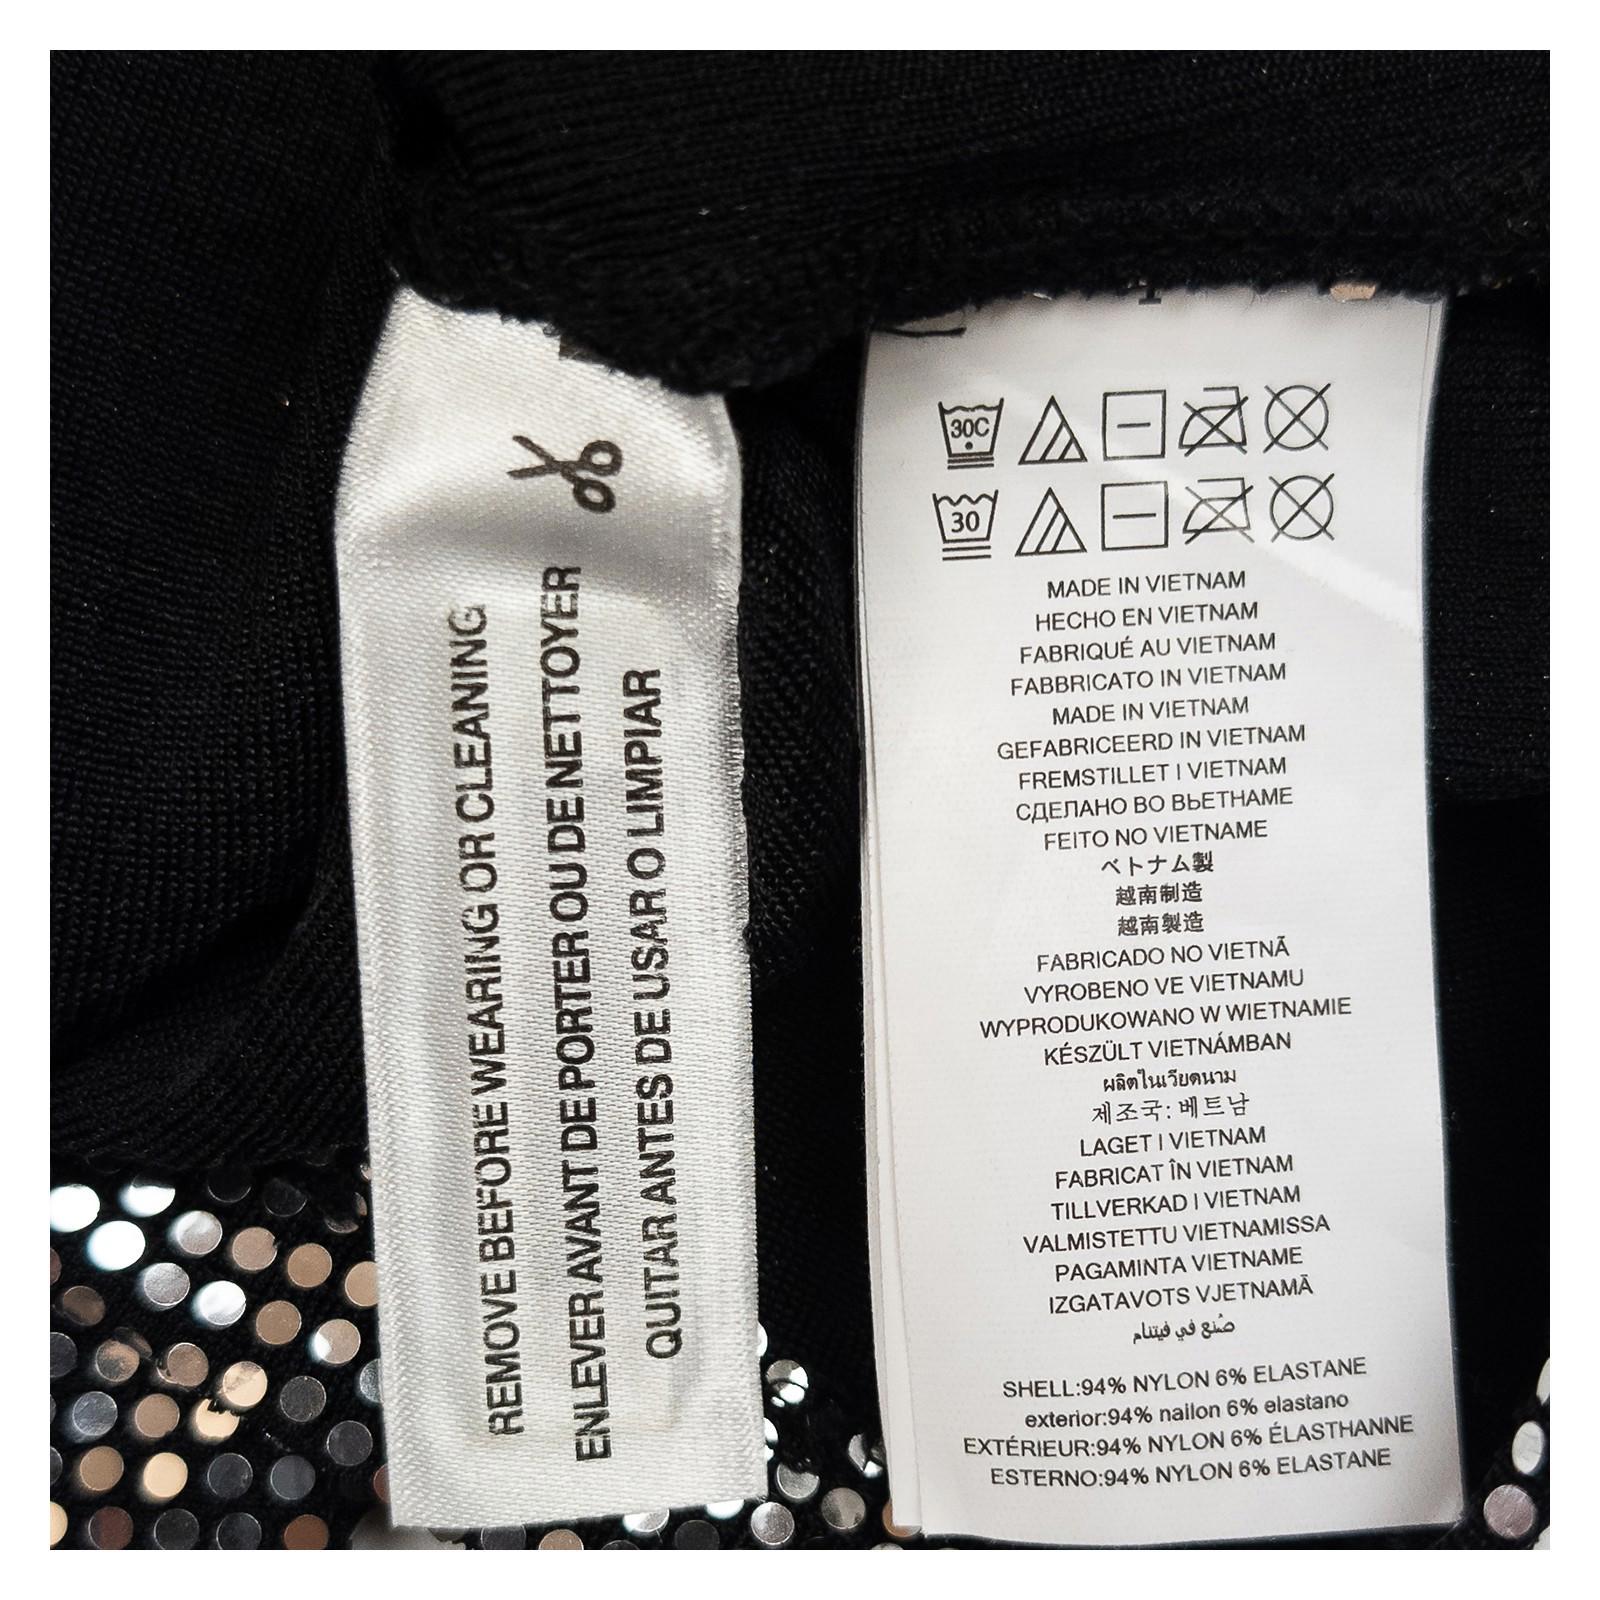 REMOVE BEFORE WEARING OR CLEANING
ENLEVER AVANT DE PORTER OU DE NETTOYER
QUITAR ANTES DE USAR O LIMPIAR
30C
30
MADE IN VIETNAM
HECHO EN VIETNAM
FABRIQUÉ AU VIETNAM
FABBRICATO IN VIETNAM
MADE IN VIETNAM
GEFABRICEERD IN VIETNAM
FREMSTILLET I VIETNAM
СДЕЛАНО ВО ВЬЕТНАМЕ
FEITO NO VIETNAME
ベトナム製
越南制造
越南製造
FABRICADO NO VIETNÃ
VYROBENO VE VIETNAMU
WYPRODUKOWANO W WIETNAMIE
KÉSZÜLT VIETNÁMBAN
ผลิตในเวียดนาม
제조국: 베트남
LAGET I VIETNAM
FABRICAT ÎN VIETNAM
TILLVERKAD I VIETNAM
VALMISTETTU VIETNAMISSA
PAGAMINTA VIETNAME
IZGATAVOTS VJETNAMĀ
صُنع في فيتنام
SHELL:94% NYLON 6% ELASTANE
exterior:94% nailon 6% elastano
EXTÉRIEUR:94% NYLON 6% ÉLASTHANNE
ESTERNO:94% NYLON 6% ELASTANE